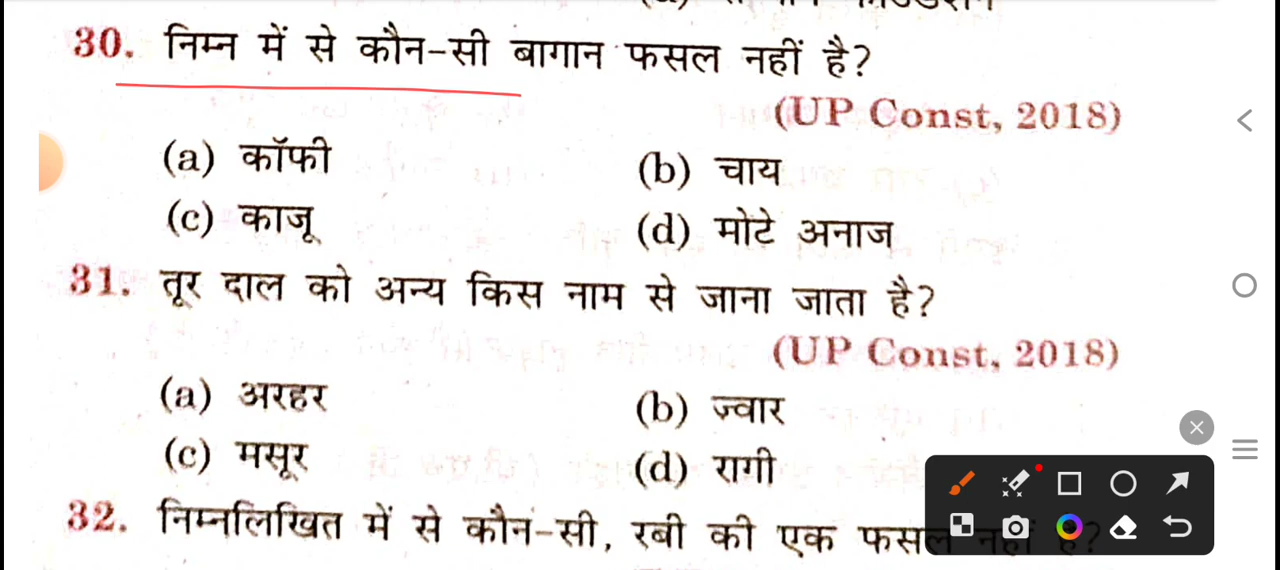 30. निम्न में से कौन-सी बागान फसल नहीं है?
(UP Const, 2018)
(a) कॉफी (b) चाय
(c) काजू (d) मोटे अनाज
31. तूर दाल को अन्य किस नाम से जाना जाता है?
(UP Const, 2018)
(a) अरहर (b) ज्वार
(c) मसूर (d) रागी
32. निम्नलिखित में से कौन-सी, रबी की एक फसल नहीं है?